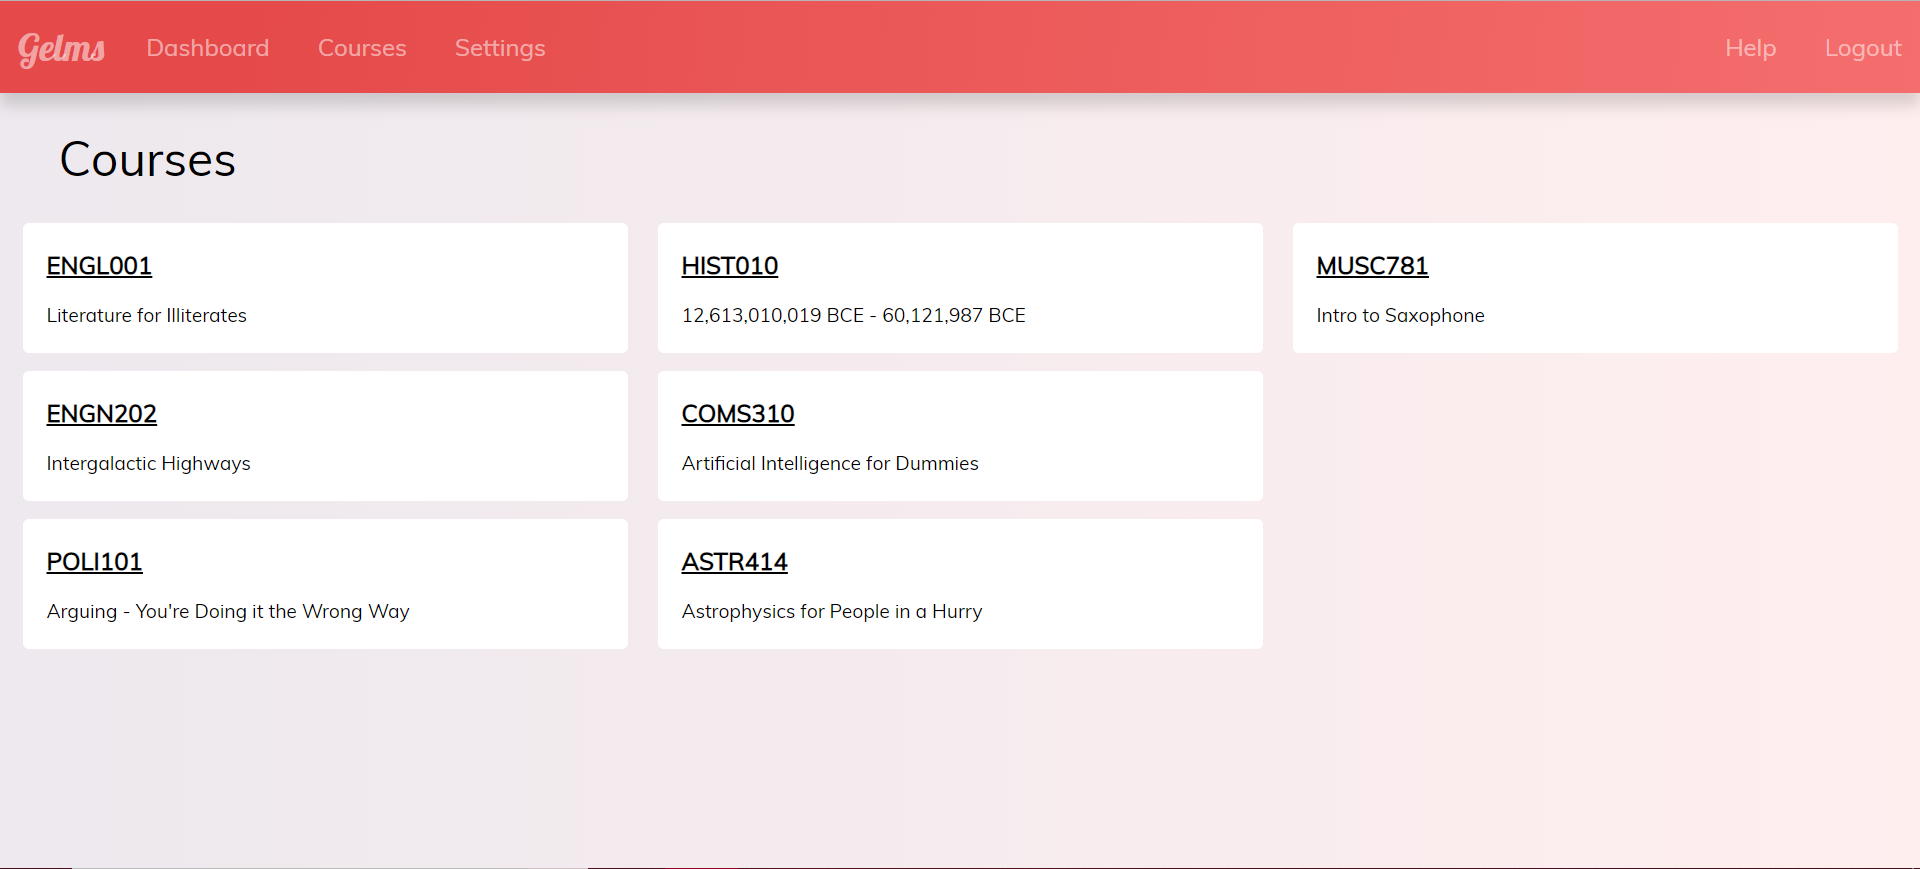 Gelms Dashboard Courses Settings Help Logout
Courses
ENGL001
Literature for Illiterates
HIST010
12,613,010,019 BCE - 60,121,987 BCE
MUSC781
Intro to Saxophone
ENGN202
Intergalactic Highways
COMS310
Artificial Intelligence for Dummies
POLI101
Arguing - You're Doing it the Wrong Way
ASTR414
Astrophysics for People in a Hurry